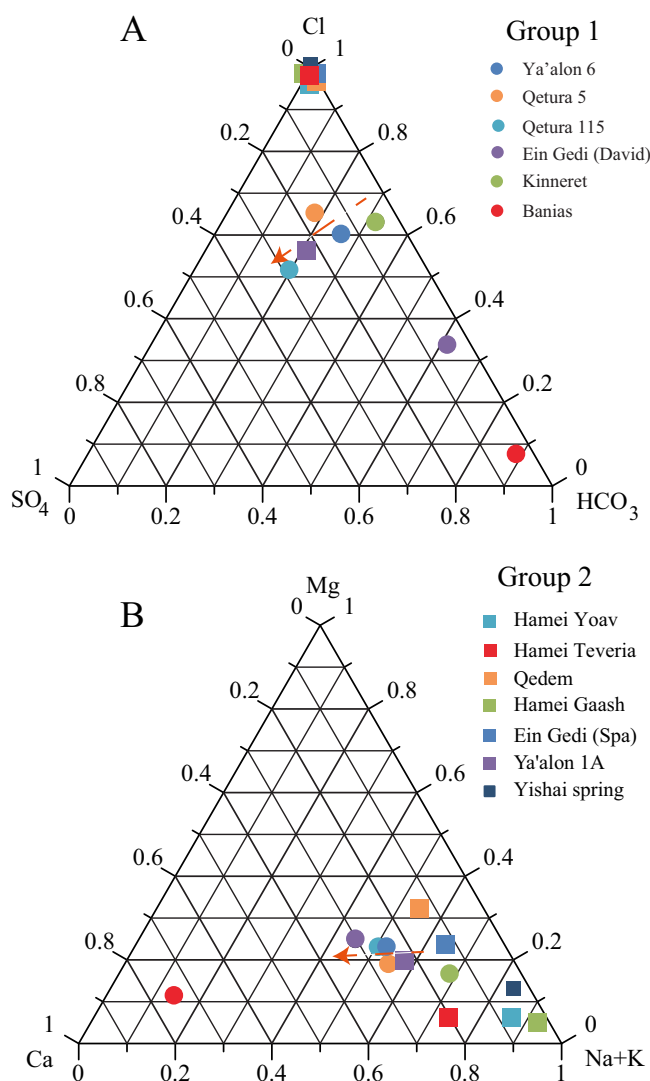 A
Cl
0 1
0.2 0.8
0.4 0.6
0.6 0.4
0.8 0.2
1 0
SO4 HCO3
0 0.2 0.4 0.6 0.8 1
Group 1
Ya’alon 6
Qetura 5
Qetura 115
Ein Gedi (David)
Kinneret
Banias
B
Mg
0 1
0.2 0.8
0.4 0.6
0.6 0.4
0.8 0.2
1 0
Ca Na+K
0 0.2 0.4 0.6 0.8 1
Group 2
Hamei Yoav
Hamei Teveria
Qedem
Hamei Gaash
Ein Gedi (Spa)
Ya'alon 1A
Yishai spring